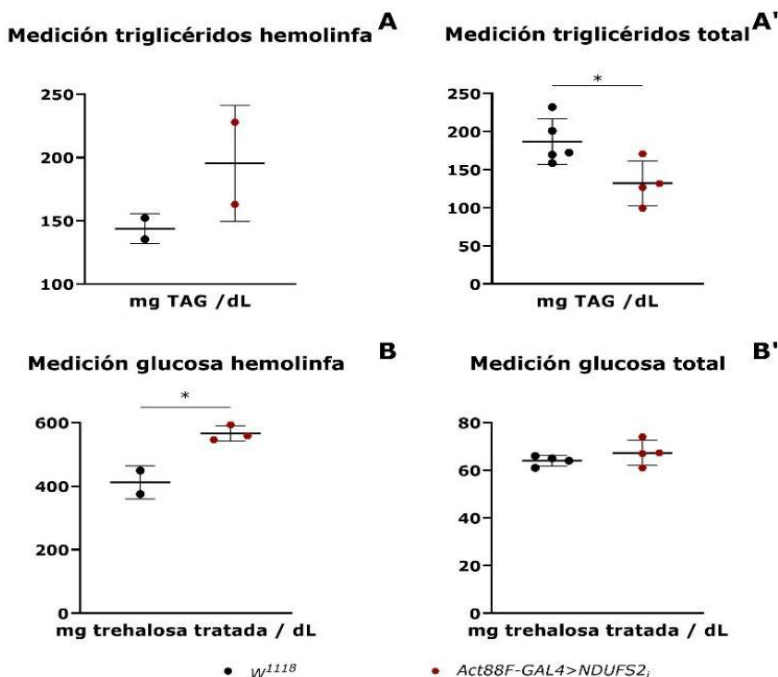 A
Medición triglicéridos hemolinfa
250
200
150
100
mg TAG /dL
A'
Medición triglicéridos total
*
250
200
150
100
50
0
mg TAG /dL
B
Medición glucosa hemolinfa
*
600
400
200
0
mg trehalosa tratada / dL
B'
Medición glucosa total
80
60
40
20
0
mg trehalosa tratada / dL
W¹¹¹⁸
Act88F-GAL4>NDUFS2ᵢ